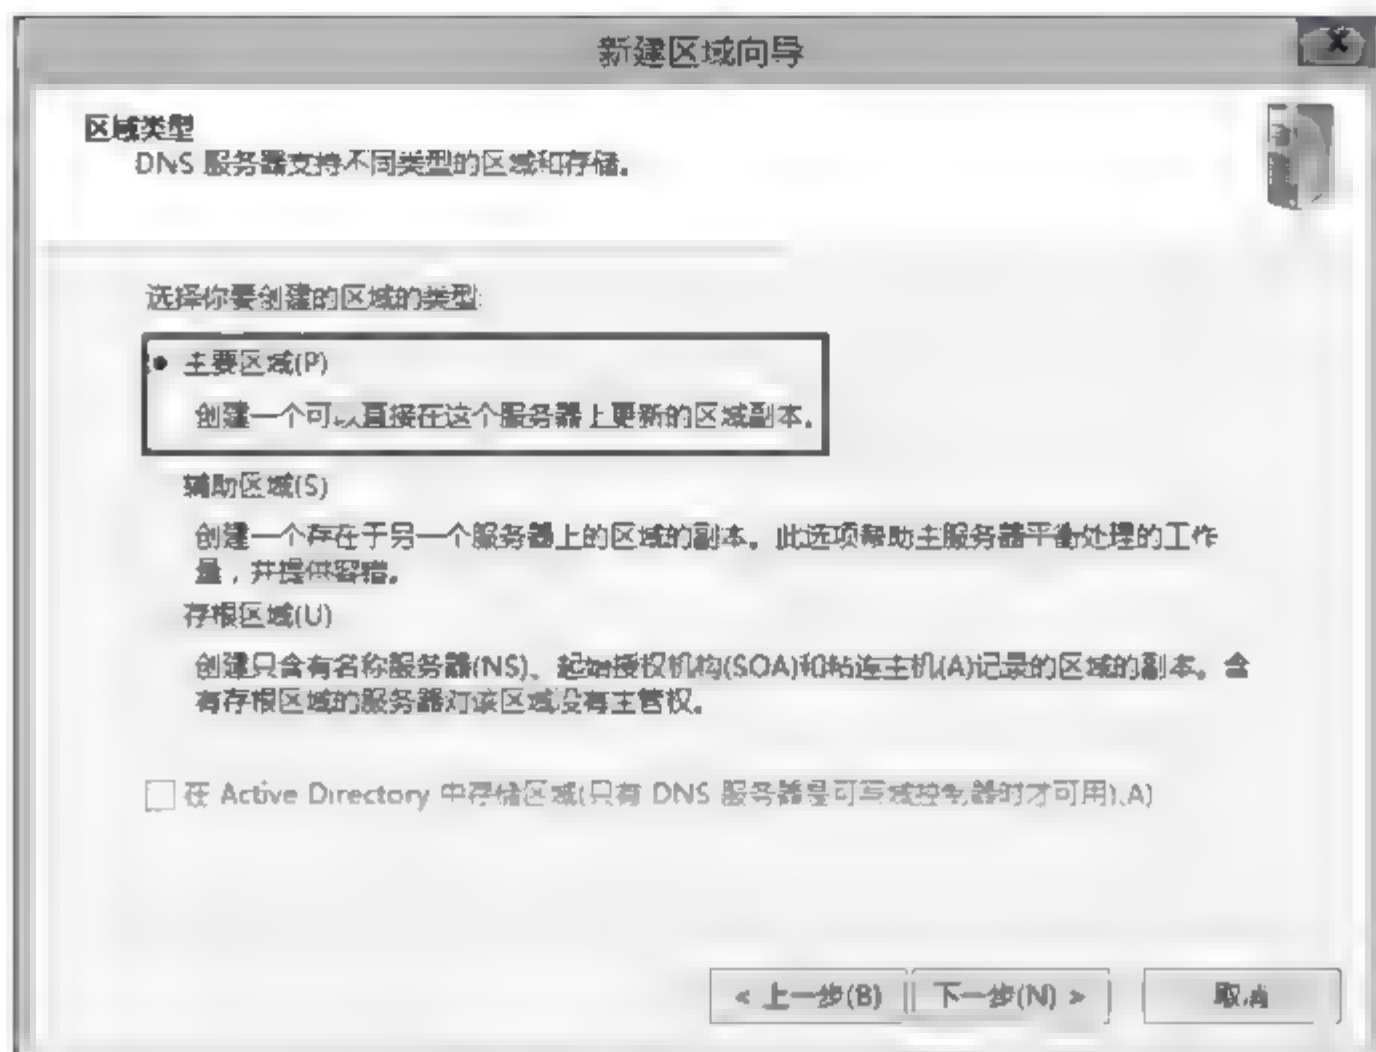 新建区域向导
区域类型
DNS 服务器支持不同类型的区域和存储。
选择你要创建的区域的类型:
主要区域(P)
创建一个可以直接在这个服务器上更新的区域副本。
辅助区域(S)
创建一个存在于另一个服务器上的区域的副本。此选项帮助主服务器平衡处理的工作
量，并提供容错。
存根区域(U)
创建只含有名称服务器(NS)、起始授权机构(SOA)和粘连主机(A)记录的区域的副本。含
有存根区域的服务器对该区域没有主管权。
在 Active Directory 中存储区域(只有 DNS 服务器是可写域控制器时才可用)(A)
< 上一步(B)
下一步(N) >
取消